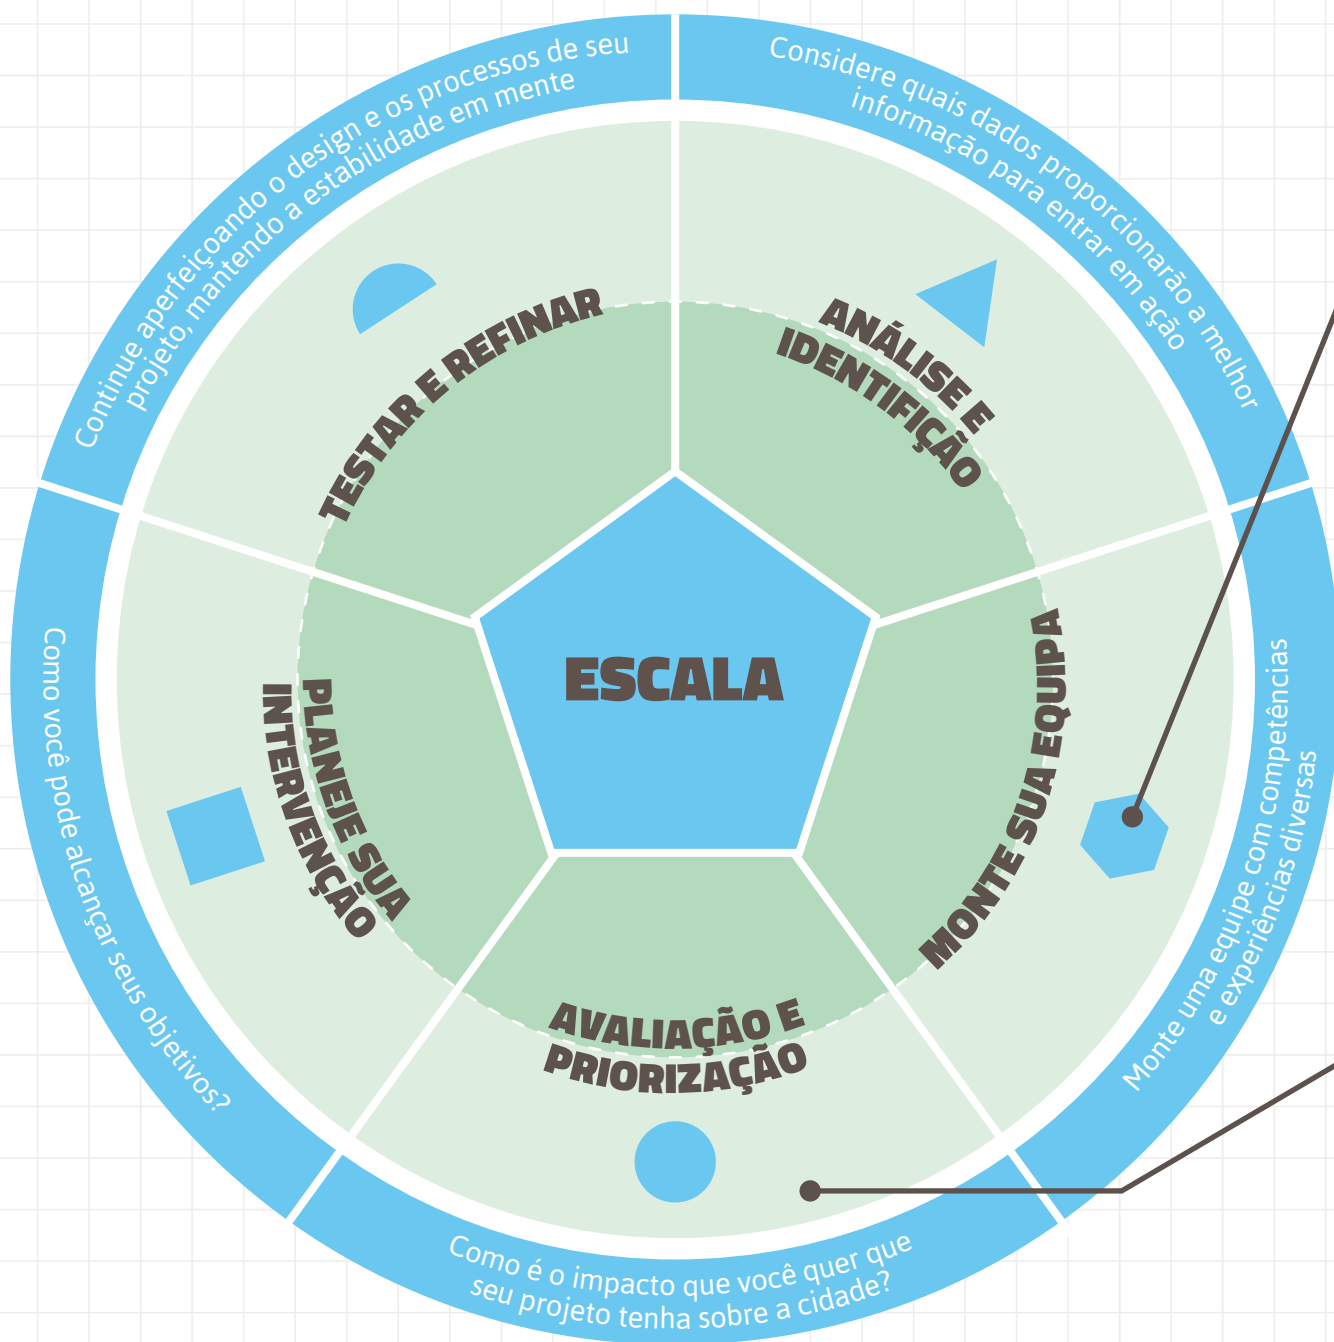 Continue aperfeiçoando o design e os processos de seu
projeto, mantendo a estabilidade em mente
Considere quais dados proporcionarão a melhor
informação para entrar em ação
TESTAR E REFINAR
ANÁLISE E
IDENTIFIÇÃO
ESCALA
MONTE SUA EQUIPA
Monte uma equipe com competências
e experiências diversas
PLANEJE SUA
INTERVENÇÃO
Como você pode alcançar seus objetivos?
AVALIAÇÃO E
PRIORIZAÇÃO
Como é o impacto que você quer que
seu projeto tenha sobre a cidade?